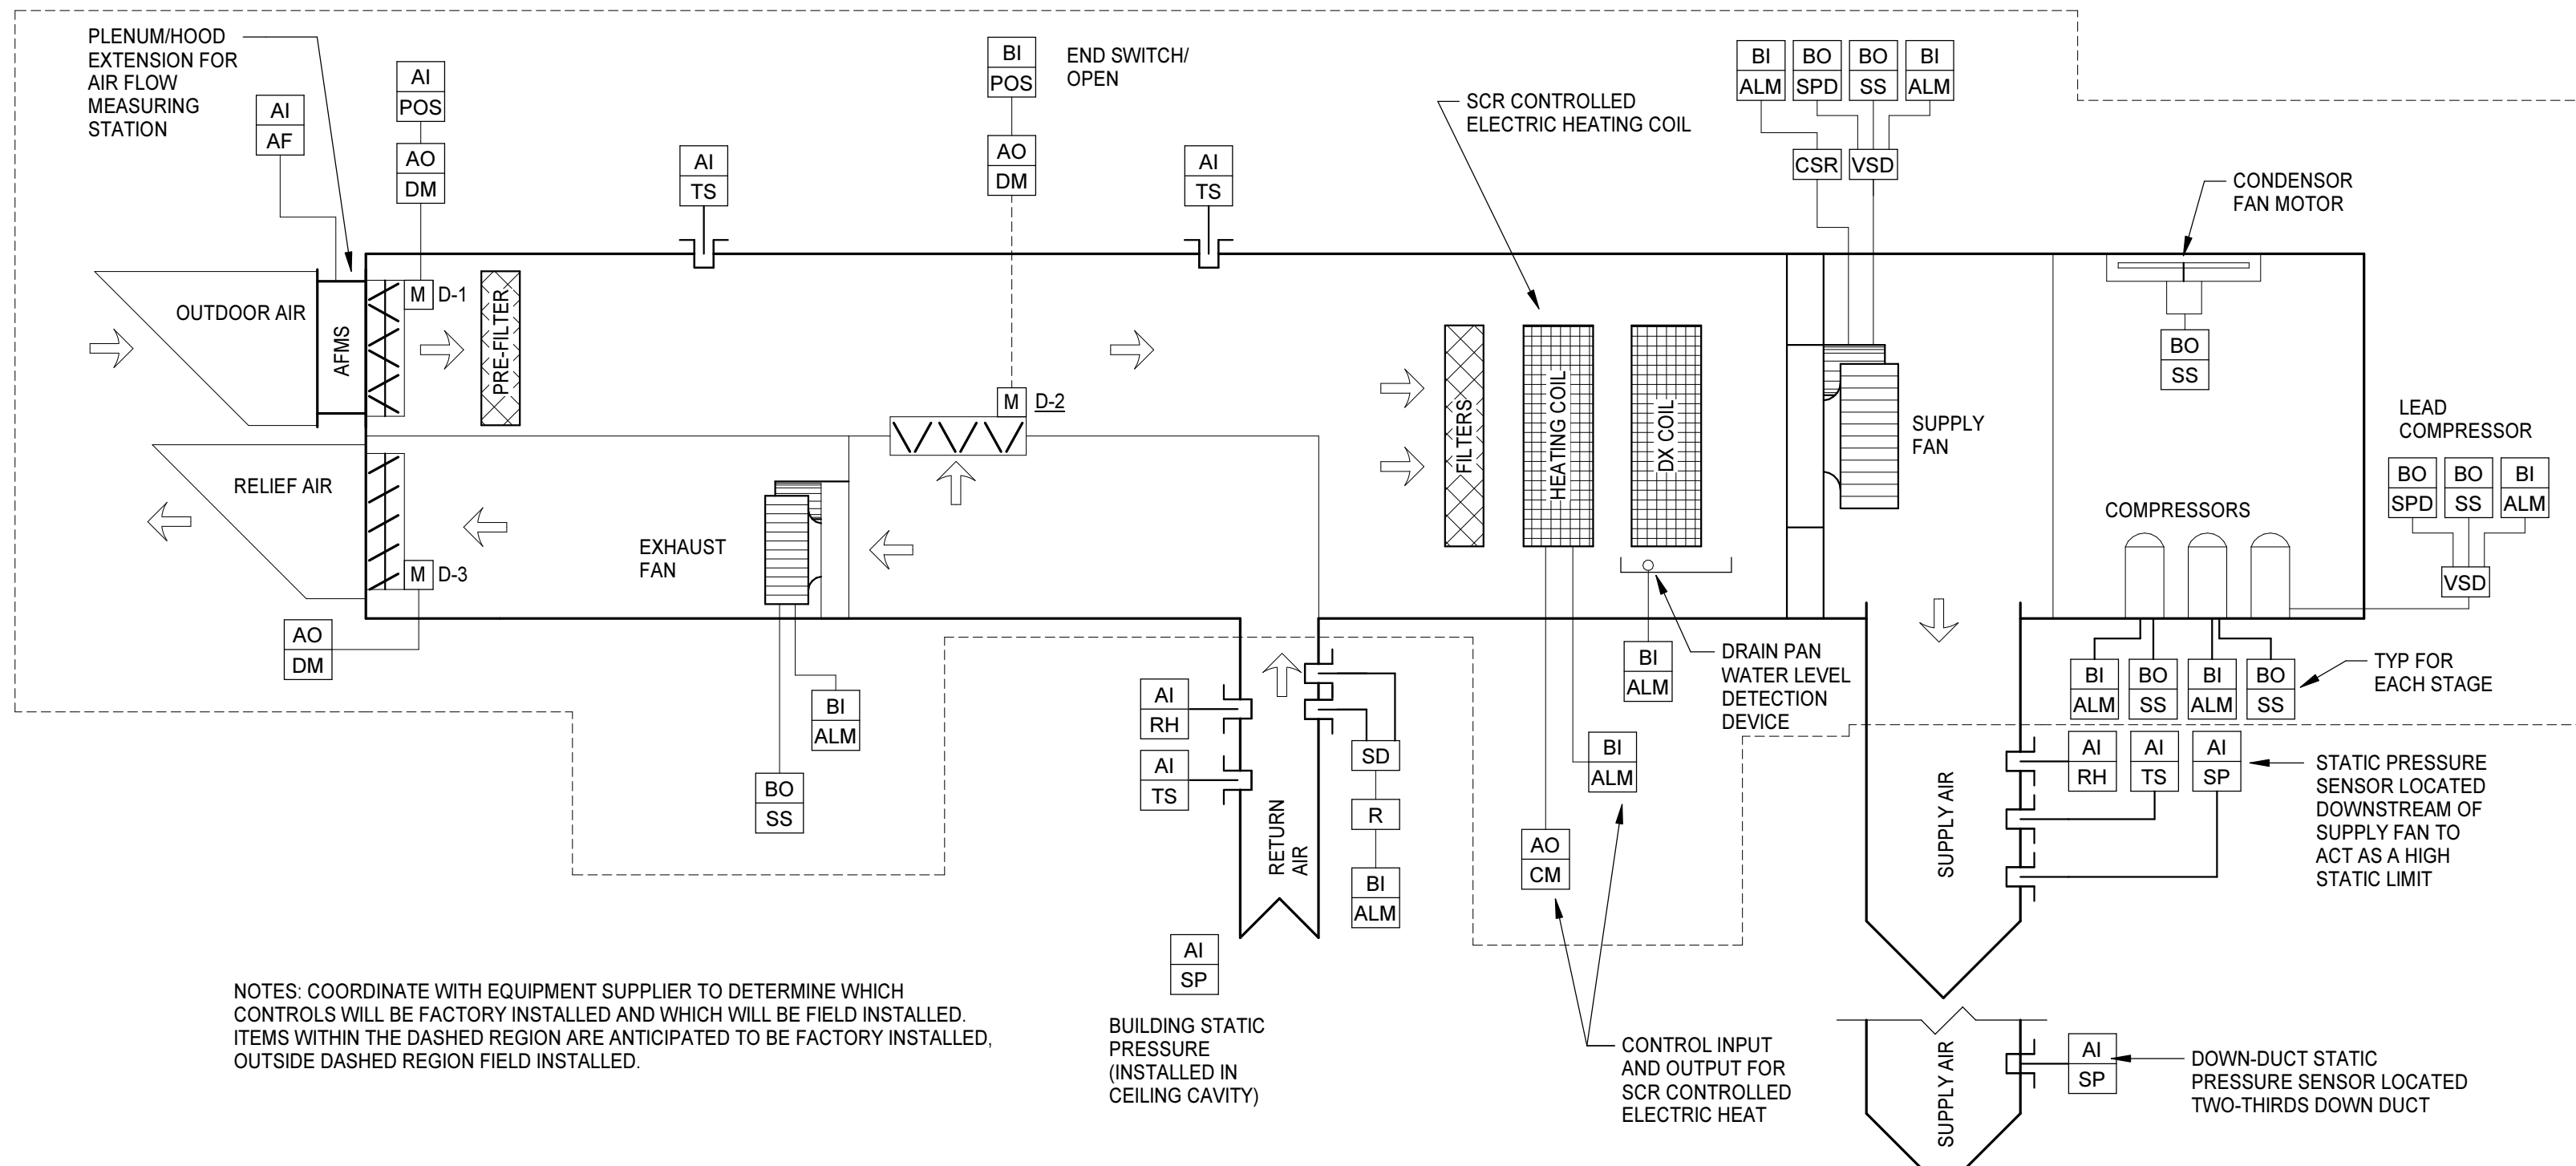 PLENUM/HOOD
EXTENSION FOR
AIR FLOW
MEASURING
STATION
AI
AF
AI
POS
AO
DM
AI
TS
BI
POS
END SWITCH/
OPEN
AO
DM
AI
TS
SCR CONTROLLED
ELECTRIC HEATING COIL
BI
ALM
BO
SPD
BO
SS
BI
ALM
CSR
VSD
CONDENSOR
FAN MOTOR
BO
SS
OUTDOOR AIR
AFMS
M
D-1
PRE-FILTER
M
D-2
FILTERS
HEATING COIL
DX COIL
SUPPLY
FAN
LEAD
COMPRESSOR
BO
SPD
BO
SS
BI
ALM
VSD
COMPRESSORS
RELIEF AIR
M
D-3
EXHAUST
FAN
AO
DM
BI
ALM
BO
SS
AI
RH
AI
TS
RETURN
AIR
SD
R
BI
ALM
BI
ALM
DRAIN PAN
WATER LEVEL
DETECTION
DEVICE
BI
ALM
AO
CM
BI
ALM
BO
SS
BI
ALM
BO
SS
TYP FOR
EACH STAGE
SUPPLY AIR
AI
RH
AI
TS
AI
SP
STATIC PRESSURE
SENSOR LOCATED
DOWNSTREAM OF
SUPPLY FAN TO
ACT AS A HIGH
STATIC LIMIT
AI
SP
BUILDING STATIC
PRESSURE
(INSTALLED IN
CEILING CAVITY)
NOTES: COORDINATE WITH EQUIPMENT SUPPLIER TO DETERMINE WHICH
CONTROLS WILL BE FACTORY INSTALLED AND WHICH WILL BE FIELD INSTALLED.
ITEMS WITHIN THE DASHED REGION ARE ANTICIPATED TO BE FACTORY INSTALLED,
OUTSIDE DASHED REGION FIELD INSTALLED.
CONTROL INPUT
AND OUTPUT FOR
SCR CONTROLLED
ELECTRIC HEAT
SUPPLY AIR
AI
SP
DOWN-DUCT STATIC
PRESSURE SENSOR LOCATED
TWO-THIRDS DOWN DUCT